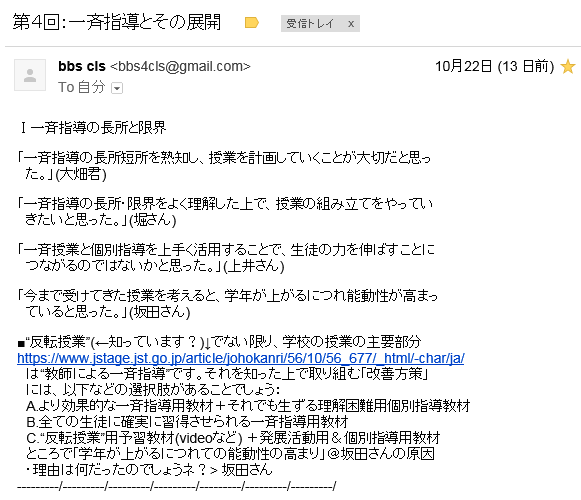 第４回：一斉指導とその展開
受信トレイ x
bbs cls <bbs4cls@gmail.com>
10月22日 (13 日前)
To 自分
Ⅰ一斉指導の長所と限界
「一斉指導の長所短所を熟知し、授業を計画していくことが大切だと思っ
た。」(大畑君)
「一斉指導の長所・限界をよく理解した上で、授業の組み立てをやってい
きたいと思った。」(堀さん)
「一斉授業と個別指導を上手く活用することで、生徒の力を伸ばすことに
つながるのではないかと思った。」(上井さん)
「今まで受けてきた授業を考えると、学年が上がるにつれ能動性が高まっ
ていると思った。」(坂田さん)
■“反転授業”(←知っています？)↓でない限り、学校の授業の主要部分
https://www.jstage.jst.go.jp/article/johokanri/56/10/56_677/_html/-char/ja/
は“教師による一斉指導”です。それを知った上で取り組む「改善方策」
には、以下などの選択肢があることでしょう：
A.より効果的な一斉指導用教材＋それでも生ずる理解困難用個別指導教材
B.全ての生徒に確実に習得させられる一斉指導用教材
C.“反転授業”用予習教材(videoなど) ＋発展活動用＆個別指導用教材
ところで「学年が上がるにつれての能動性の高まり」＠坂田さんの原因
・理由は何だったのでしょうネ？> 坂田さん
---------/---------/---------/---------/---------/---------/---------/